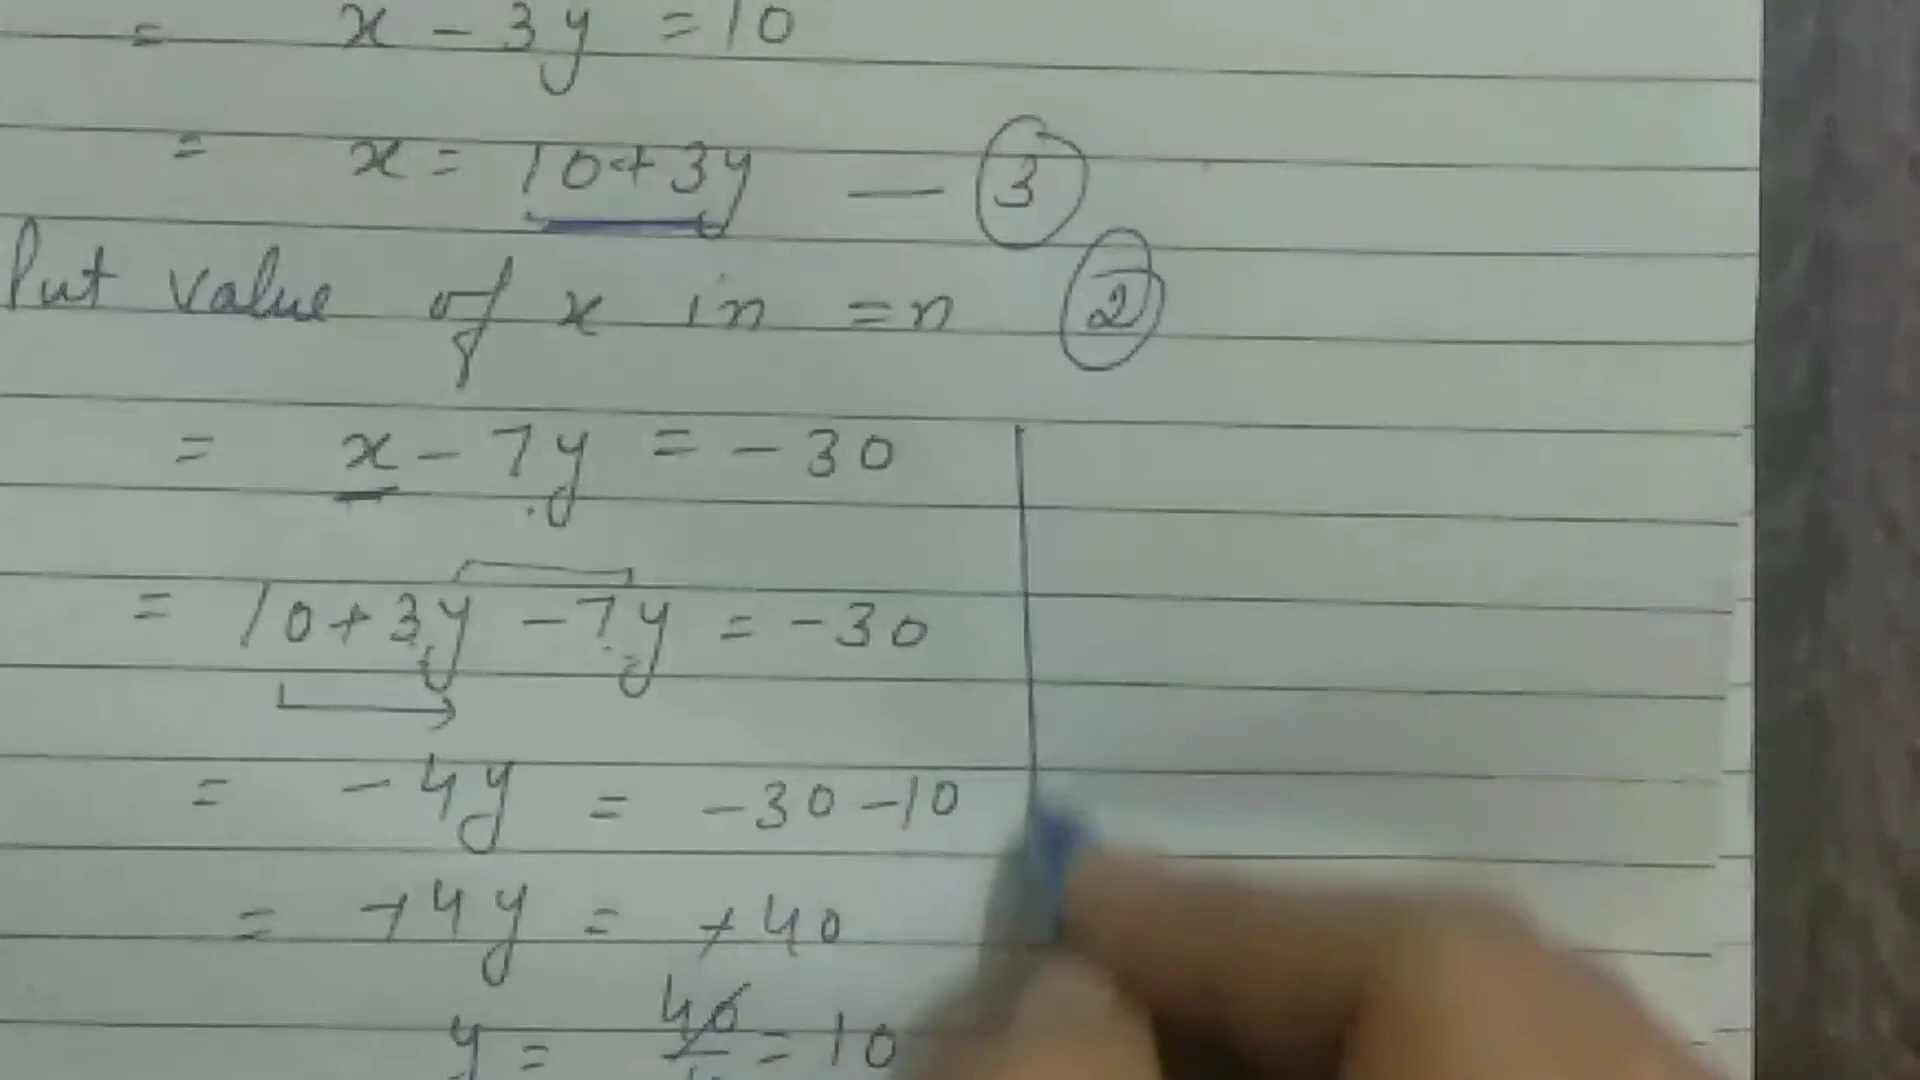 = x - 3y = 10
= x = 10 + 3y — 3
Put value of x in =n 2
= x - 7y = - 30
= 10 + 3y - 7y = - 30
= - 4y = - 30 - 10
= + 4y = + 40
y = 40/4 = 10